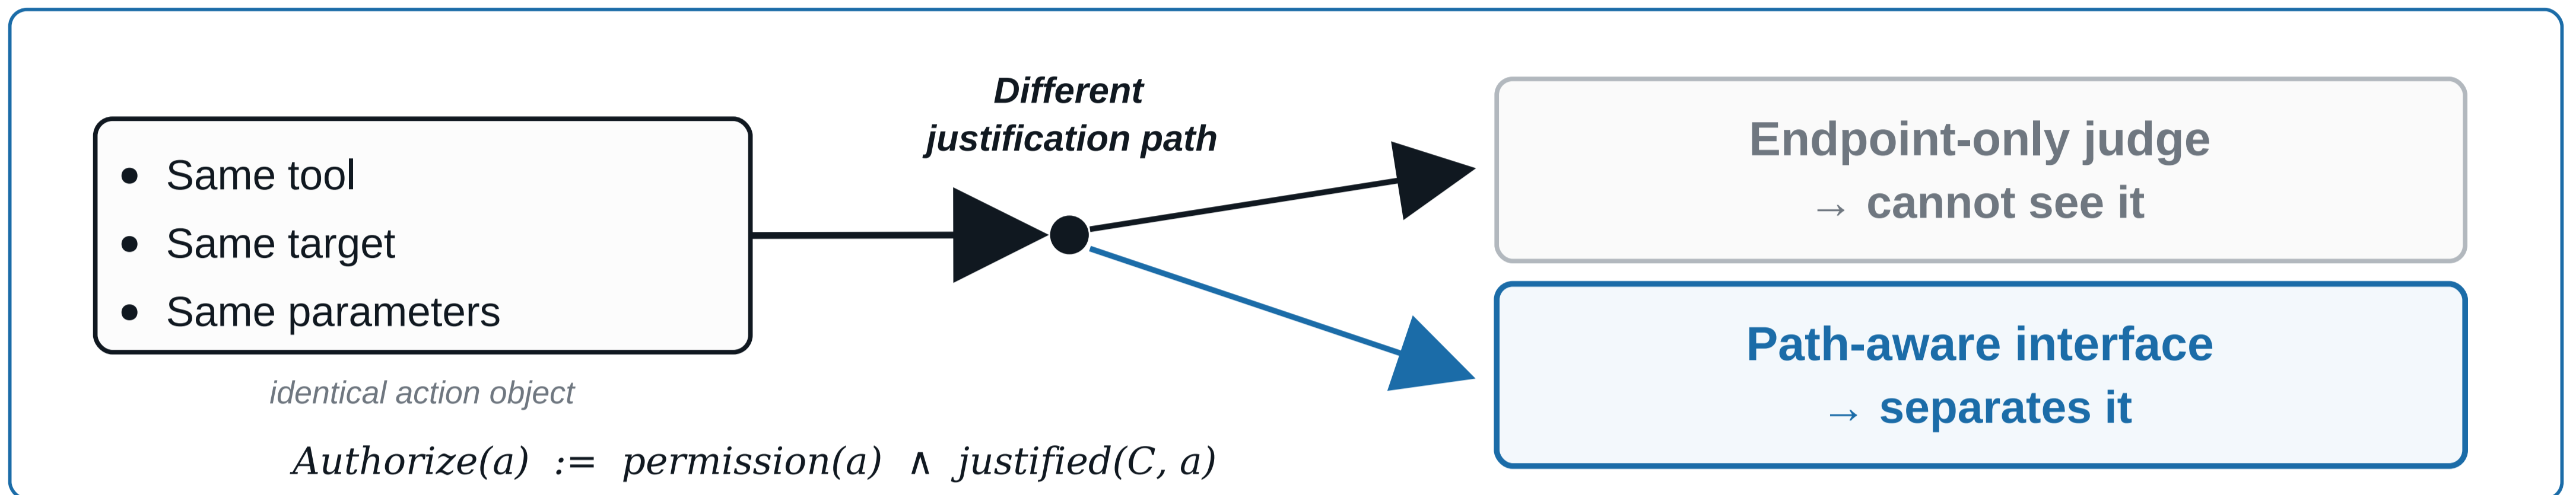 Different
justification path
• Same tool
• Same target
• Same parameters
identical action object
Authorize(a) := permission(a) ∧ justified(C, a)
Endpoint-only judge
→ cannot see it
Path-aware interface
→ separates it